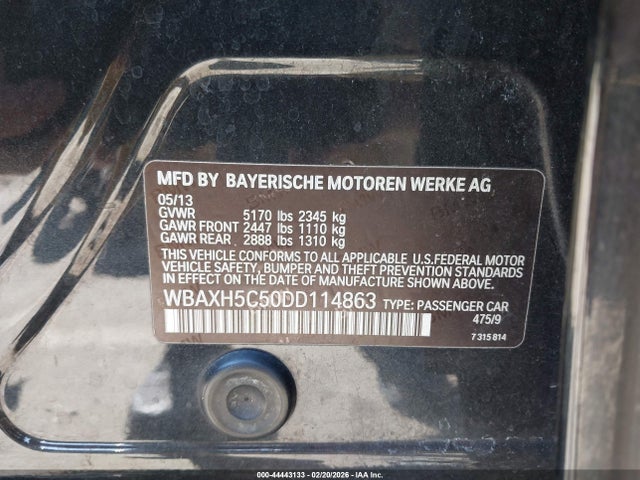 MFD BY BAYERISCHE MOTOREN WERKE AG
05/13
GVWR 5170 lbs 2345 kg
GAWR FRONT 2447 lbs 1110 kg
GAWR REAR 2888 lbs 1310 kg
THIS VEHICLE CONFORMS TO ALL APPLICABLE U.S.FEDERAL MOTOR
VEHICLE SAFETY, BUMPER AND THEFT PREVENTION STANDARDS
IN EFFECT ON THE DATE OF MANUFACTURE SHOWN ABOVE.
WBAXH5C50DD114863 TYPE: PASSENGER CAR
475/9
7 315 814
000-44443133 - 02/20/2026 - IAA Inc.